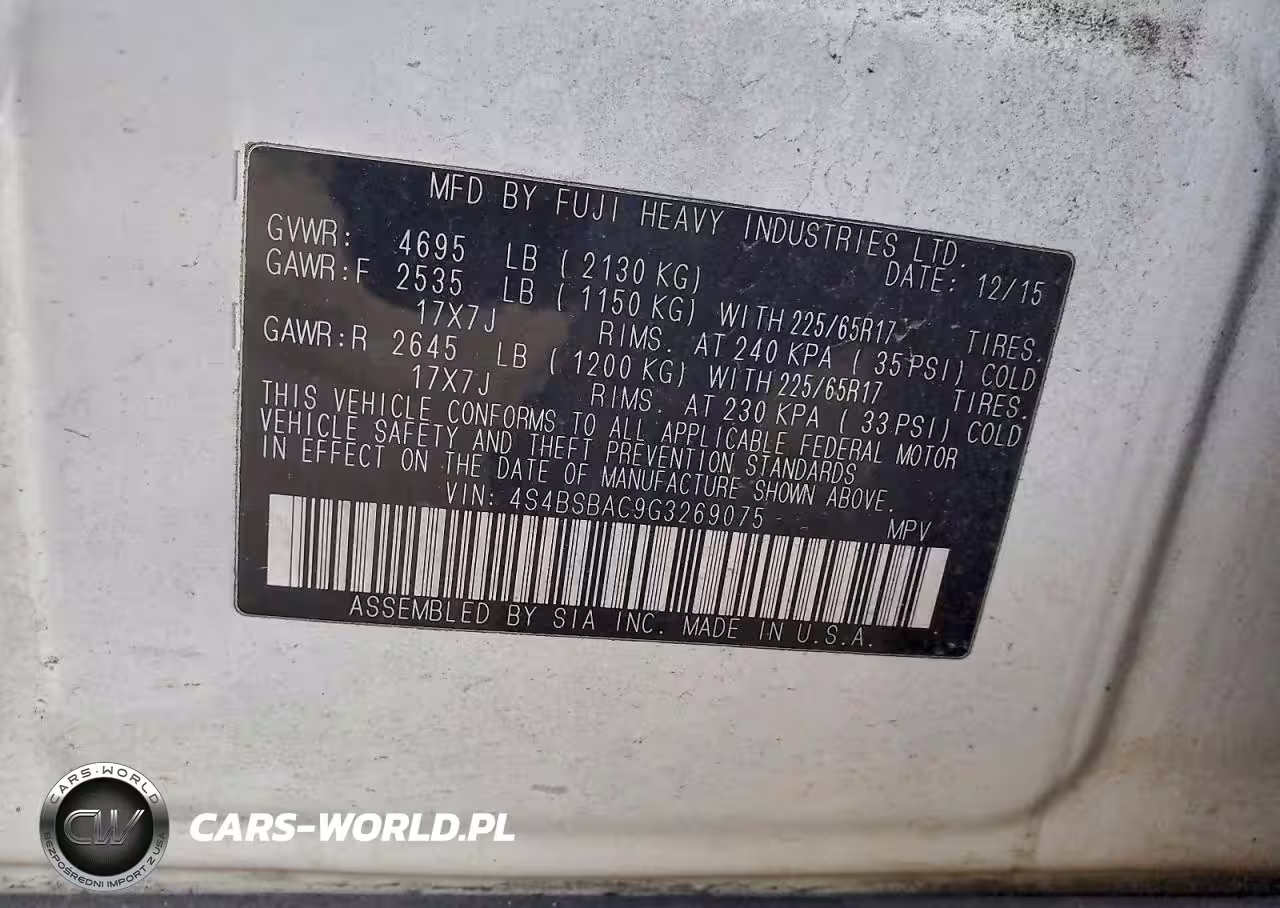 MFD BY FUJI HEAVY INDUSTRIES LTD.
DATE: 12/15
GVWR: 4695 LB ( 2130 KG)
GAWR:F 2535 LB ( 1150 KG) WITH 225/65R17 TIRES.
17X7J RIMS. AT 240 KPA ( 35 PSI) COLD
GAWR:R 2645 LB ( 1200 KG) WITH 225/65R17 TIRES.
17X7J RIMS. AT 230 KPA ( 33 PSI) COLD
THIS VEHICLE CONFORMS TO ALL APPLICABLE FEDERAL MOTOR
VEHICLE SAFETY AND THEFT PREVENTION STANDARDS
IN EFFECT ON THE DATE OF MANUFACTURE SHOWN ABOVE.
VIN: 4S4BSBAC9G3269075 MPV
ASSEMBLED BY SIA INC. MADE IN U.S.A.
CARS-WORLD
CW
BEZPOŚREDNI IMPORT Z USA
CARS-WORLD.PL